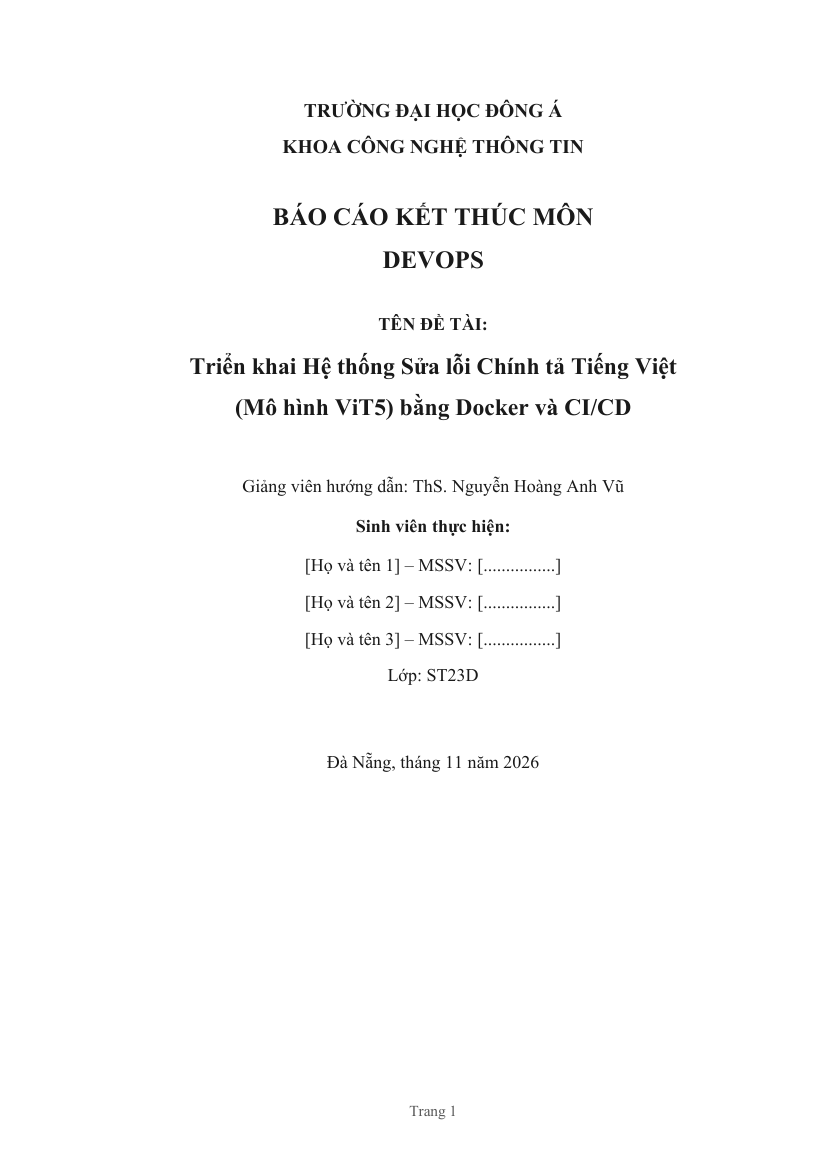 TRƯỜNG ĐẠI HỌC ĐÔNG Á
KHOA CÔNG NGHỆ THÔNG TIN
BÁO CÁO KẾT THÚC MÔN
DEVOPS
TÊN ĐỀ TÀI:
Triển khai Hệ thống Sửa lỗi Chính tả Tiếng Việt
(Mô hình ViT5) bằng Docker và CI/CD
Giảng viên hướng dẫn: ThS. Nguyễn Hoàng Anh Vũ
Sinh viên thực hiện:
[Họ và tên 1] – MSSV: [................]
[Họ và tên 2] – MSSV: [................]
[Họ và tên 3] – MSSV: [................]
Lớp: ST23D
Đà Nẵng, tháng 11 năm 2026
Trang 1